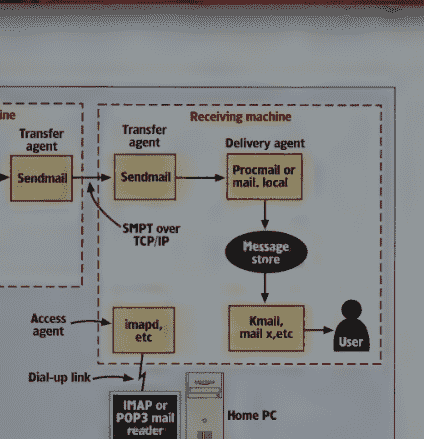 ine
Receiving machine
Transfer
agent
Transfer
agent
Delivery agent
Sendmail
Sendmail
Procmail or
mail. local
SMPT over
TCP/IP
Message
store
Access
agent
imapd,
etc
Kmail,
mail x,etc
User
Dial-up link
IMAP or
POP3 mail
reader
Home PC